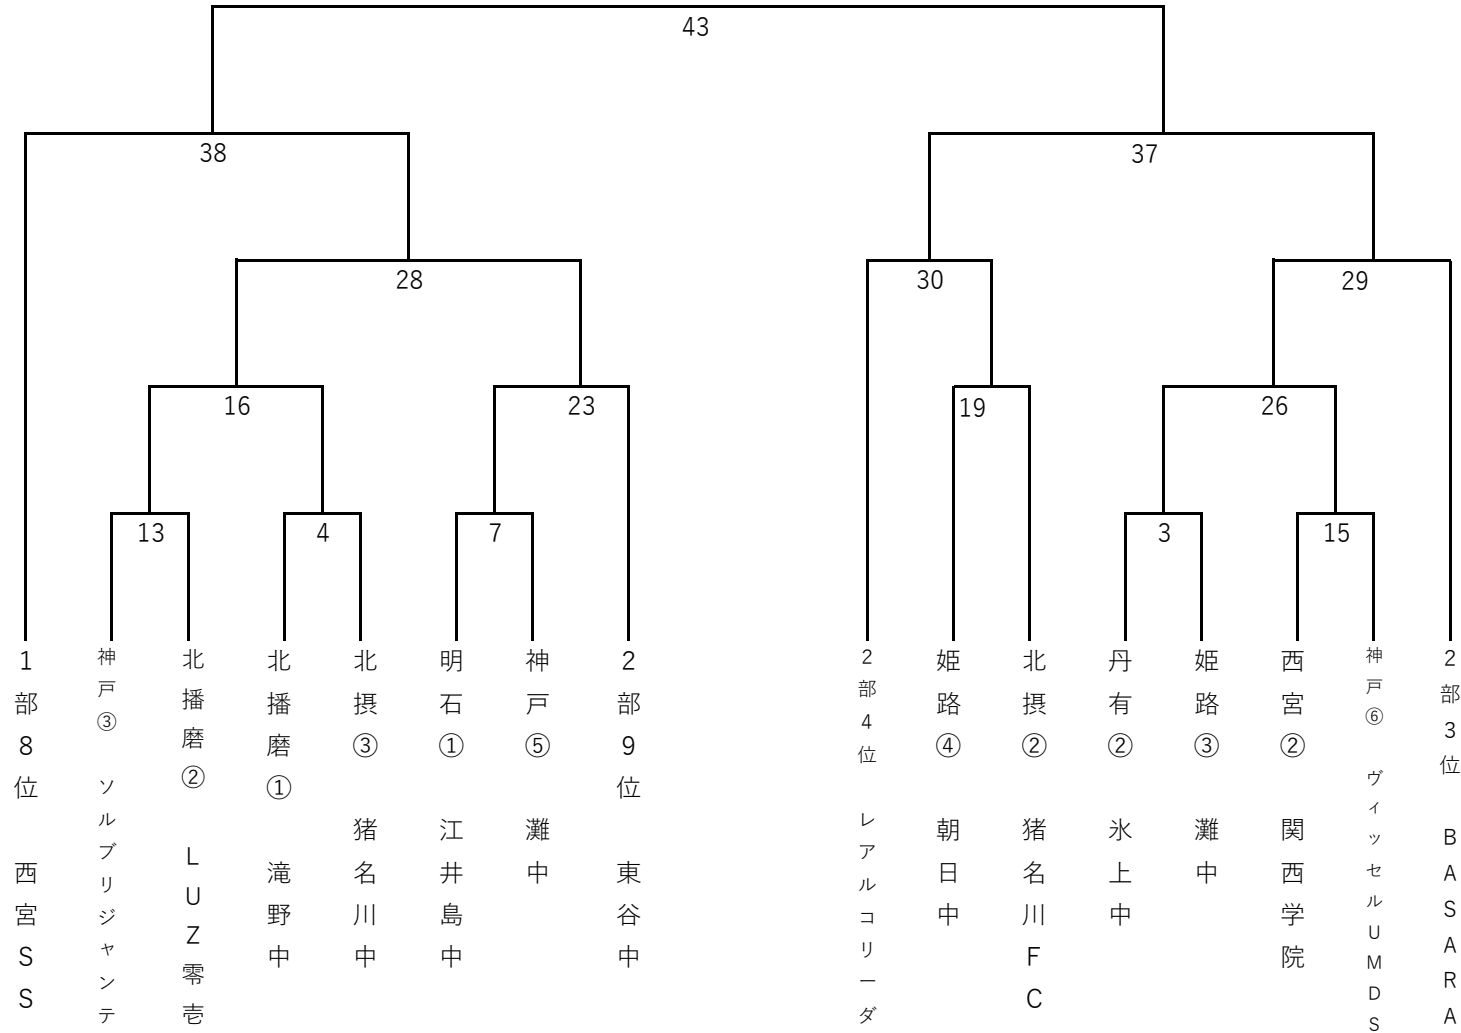 43
38
37
28
30
29
16
23
19
26
13
4
7
3
15
1部8位 西宮SS
神戸③ ソルブリジャンテ
北播磨② LUZ零壱
北播磨① 滝野中
北摂③ 猪名川中
明石① 江井島中
神戸⑤ 灘中
2部9位 東谷中
2部4位 レアルコリーダ
姫路④ 朝日中
北摂② 猪名川FC
丹有② 氷上中
姫路③ 灘中
西宮② 関西学院
神戸⑥ ヴィッセルUMDS
2部3位 BASARA